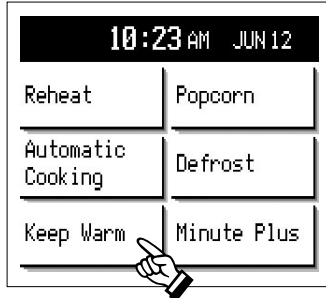 10:23 AM JUN 12
Reheat
Popcorn
Automatic
Cooking
Defrost
Keep Warm
Minute Plus